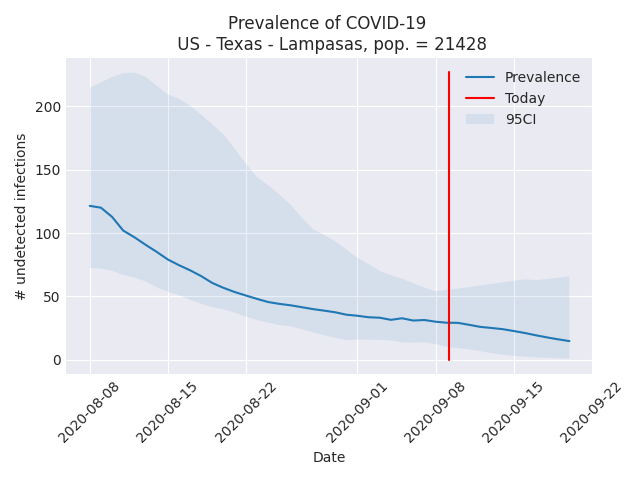 Prevalence of COVID-19
US - Texas - Lampasas, pop. = 21428
Prevalence
Today
95CI
# undetected infections
200
150
100
50
0
2020-08-08
2020-08-15
2020-08-22
2020-09-01
2020-09-08
2020-09-15
2020-09-22
Date